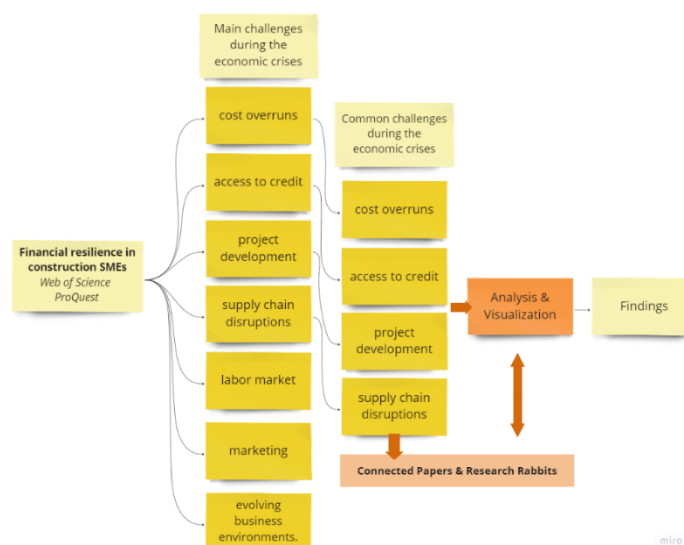 Main challenges
during the
economic crises
cost overruns
access to credit
project
development
supply chain
disruptions
labor market
marketing
evolving
business
environments.
Common challenges
during the
economic crises
cost overruns
access to credit
project
development
supply chain
disruptions
Financial resilience in
construction SMEs
Web of Science
ProQuest
Analysis &
Visualization
Findings
Connected Papers & Research Rabbits
miro